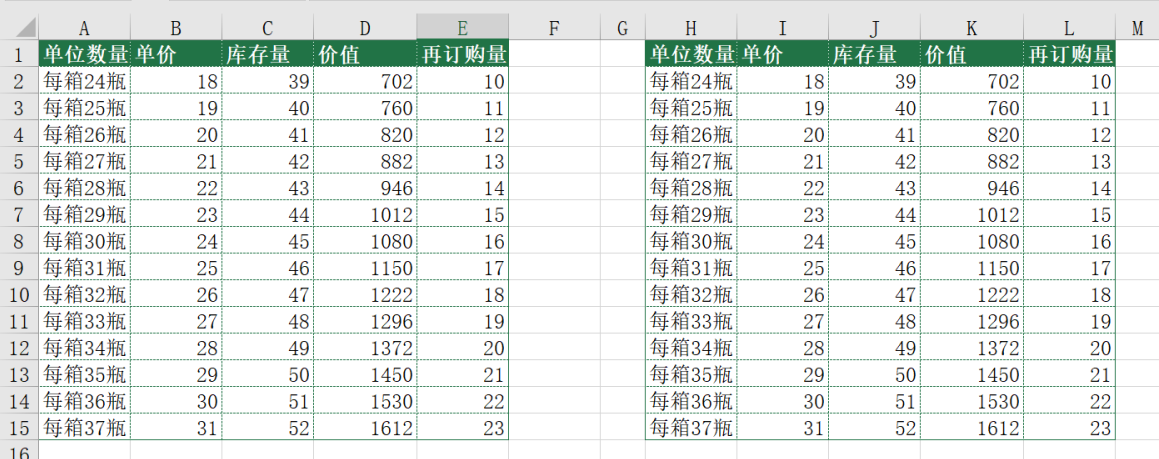 A B C D E F G H I J K L M
1 单位数量 单价 库存量 价值 再订购量 单位数量 单价 库存量 价值 再订购量
2 每箱24瓶 18 39 702 10 每箱24瓶 18 39 702 10
3 每箱25瓶 19 40 760 11 每箱25瓶 19 40 760 11
4 每箱26瓶 20 41 820 12 每箱26瓶 20 41 820 12
5 每箱27瓶 21 42 882 13 每箱27瓶 21 42 882 13
6 每箱28瓶 22 43 946 14 每箱28瓶 22 43 946 14
7 每箱29瓶 23 44 1012 15 每箱29瓶 23 44 1012 15
8 每箱30瓶 24 45 1080 16 每箱30瓶 24 45 1080 16
9 每箱31瓶 25 46 1150 17 每箱31瓶 25 46 1150 17
10 每箱32瓶 26 47 1222 18 每箱32瓶 26 47 1222 18
11 每箱33瓶 27 48 1296 19 每箱33瓶 27 48 1296 19
12 每箱34瓶 28 49 1372 20 每箱34瓶 28 49 1372 20
13 每箱35瓶 29 50 1450 21 每箱35瓶 29 50 1450 21
14 每箱36瓶 30 51 1530 22 每箱36瓶 30 51 1530 22
15 每箱37瓶 31 52 1612 23 每箱37瓶 31 52 1612 23
16